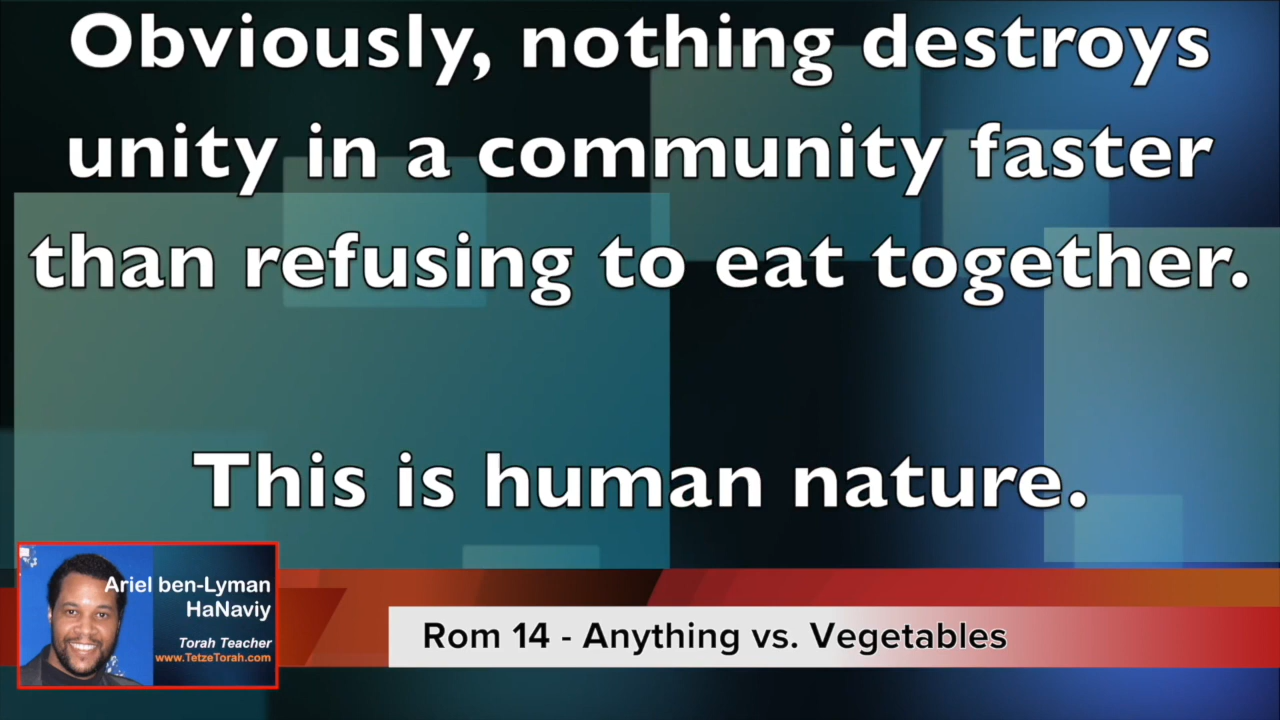 Obviously, nothing destroys
unity in a community faster
than refusing to eat together.
This is human nature.
Ariel ben-Lyman
HaNaviy
Torah Teacher
www.TetzeTorah.com
Rom 14 - Anything vs. Vegetables